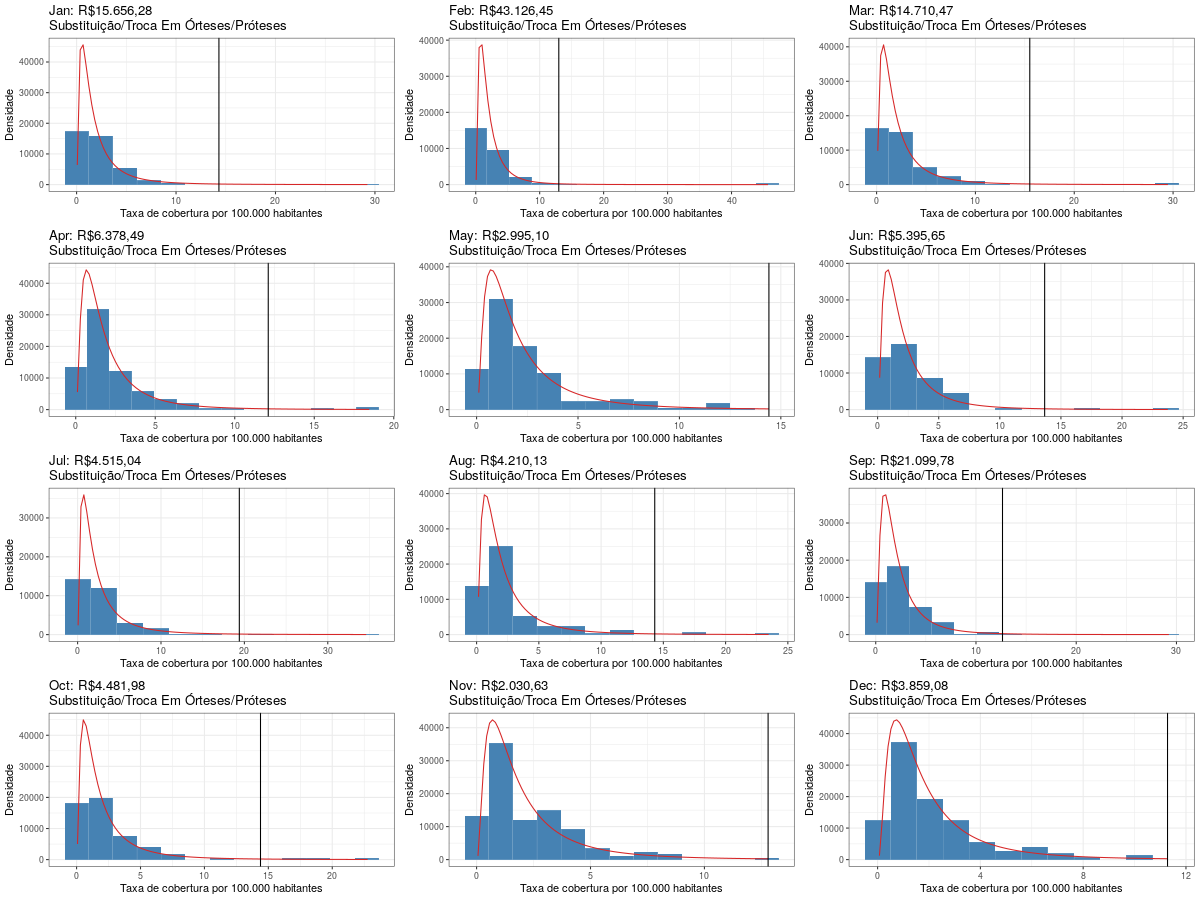 Jan: R$15.656,28
Substituição/Troca Em Órteses/Próteses
Densidade
40000
30000
20000
10000
0
0 10 20 30
Taxa de cobertura por 100.000 habitantes
Feb: R$43.126,45
Substituição/Troca Em Órteses/Próteses
Densidade
40000
30000
20000
10000
0
0 10 20 30 40
Taxa de cobertura por 100.000 habitantes
Mar: R$14.710,47
Substituição/Troca Em Órteses/Próteses
Densidade
40000
30000
20000
10000
0
0 10 20 30
Taxa de cobertura por 100.000 habitantes
Apr: R$6.378,49
Substituição/Troca Em Órteses/Próteses
Densidade
40000
30000
20000
10000
0
0 5 10 15 20
Taxa de cobertura por 100.000 habitantes
May: R$2.995,10
Substituição/Troca Em Órteses/Próteses
Densidade
40000
30000
20000
10000
0
0 5 10 15
Taxa de cobertura por 100.000 habitantes
Jun: R$5.395,65
Substituição/Troca Em Órteses/Próteses
Densidade
40000
30000
20000
10000
0
0 5 10 15 20 25
Taxa de cobertura por 100.000 habitantes
Jul: R$4.515,04
Substituição/Troca Em Órteses/Próteses
Densidade
30000
20000
10000
0
0 10 20 30
Taxa de cobertura por 100.000 habitantes
Aug: R$4.210,13
Substituição/Troca Em Órteses/Próteses
Densidade
40000
30000
20000
10000
0
0 5 10 15 20 25
Taxa de cobertura por 100.000 habitantes
Sep: R$21.099,78
Substituição/Troca Em Órteses/Próteses
Densidade
30000
20000
10000
0
0 10 20 30
Taxa de cobertura por 100.000 habitantes
Oct: R$4.481,98
Substituição/Troca Em Órteses/Próteses
Densidade
40000
30000
20000
10000
0
0 5 10 15 20
Taxa de cobertura por 100.000 habitantes
Nov: R$2.030,63
Substituição/Troca Em Órteses/Próteses
Densidade
40000
30000
20000
10000
0
0 5 10
Taxa de cobertura por 100.000 habitantes
Dec: R$3.859,08
Substituição/Troca Em Órteses/Próteses
Densidade
40000
30000
20000
10000
0
0 4 8 12
Taxa de cobertura por 100.000 habitantes